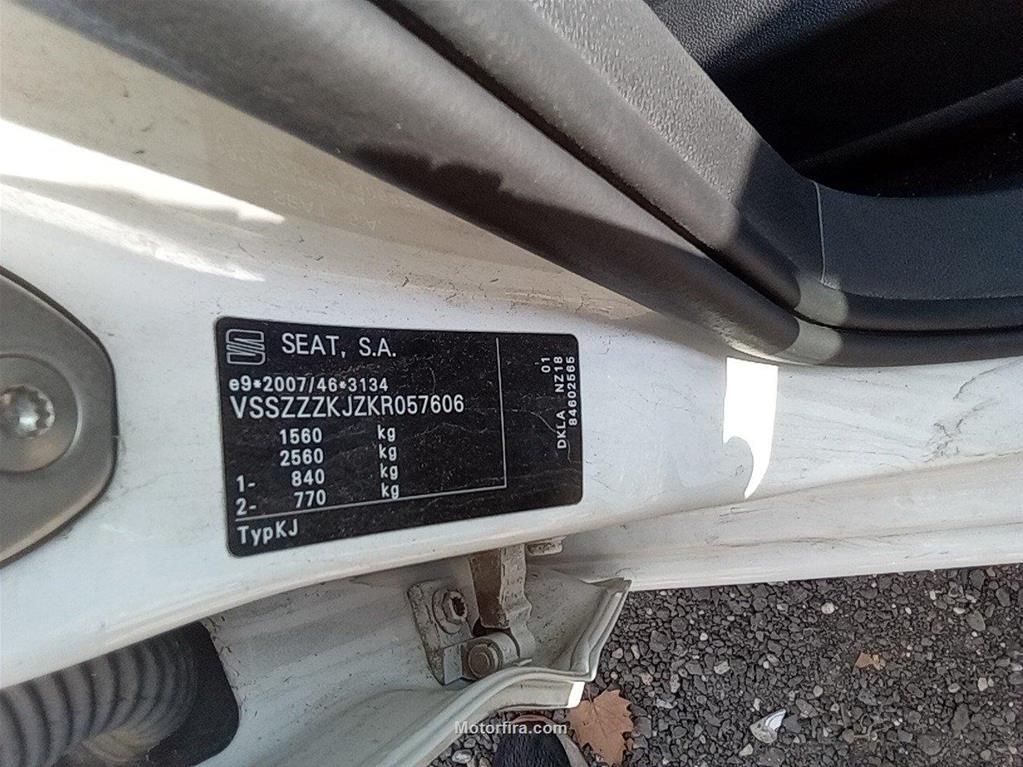 SEAT, S.A.
e9*2007/46*3134
VSSZZZKJZKR057606
1560 kg
2560 kg
1- 840 kg
2- 770 kg
TypKJ
DKLA NZ18 01
84602565
Motorfira.com